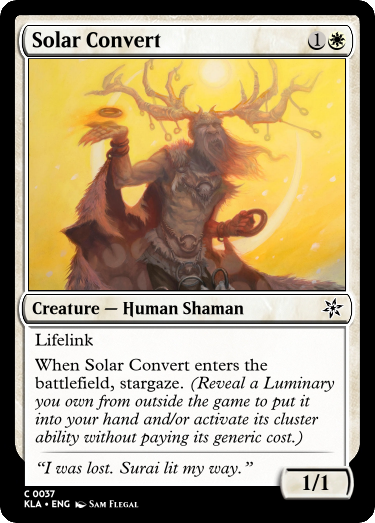 Solar Convert 1
Creature — Human Shaman
Lifelink
When Solar Convert enters the
battlefield, stargaze. (Reveal a Luminary
you own from outside the game to put it
into your hand and/or activate its cluster
ability without paying its generic cost.)
“I was lost. Surai lit my way.”
1/1
C 0037
KLA • ENG Sam Flegal